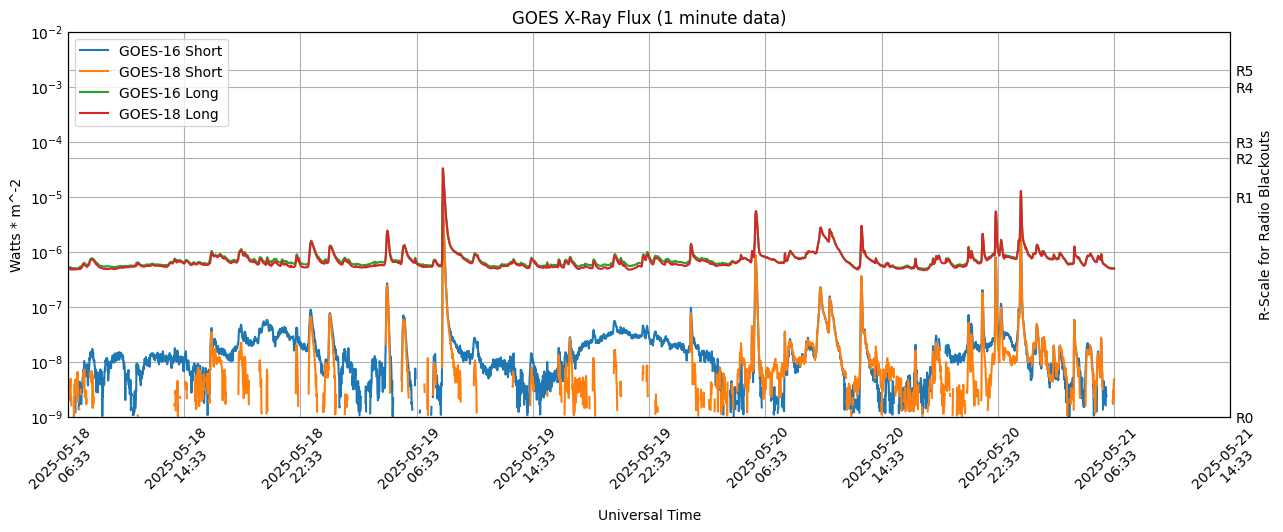 GOES X-Ray Flux (1 minute data)
GOES-16 Short
GOES-18 Short
GOES-16 Long
GOES-18 Long
Watts * m^-2
10⁻²
10⁻³
10⁻⁴
10⁻⁵
10⁻⁶
10⁻⁷
10⁻⁸
10⁻⁹
R5
R4
R3
R2
R1
R0
R-Scale for Radio Blackouts
2025-05-18
06:33
2025-05-18
14:33
2025-05-18
22:33
2025-05-19
06:33
2025-05-19
14:33
2025-05-19
22:33
2025-05-20
06:33
2025-05-20
14:33
2025-05-20
22:33
2025-05-21
06:33
2025-05-21
14:33
Universal Time